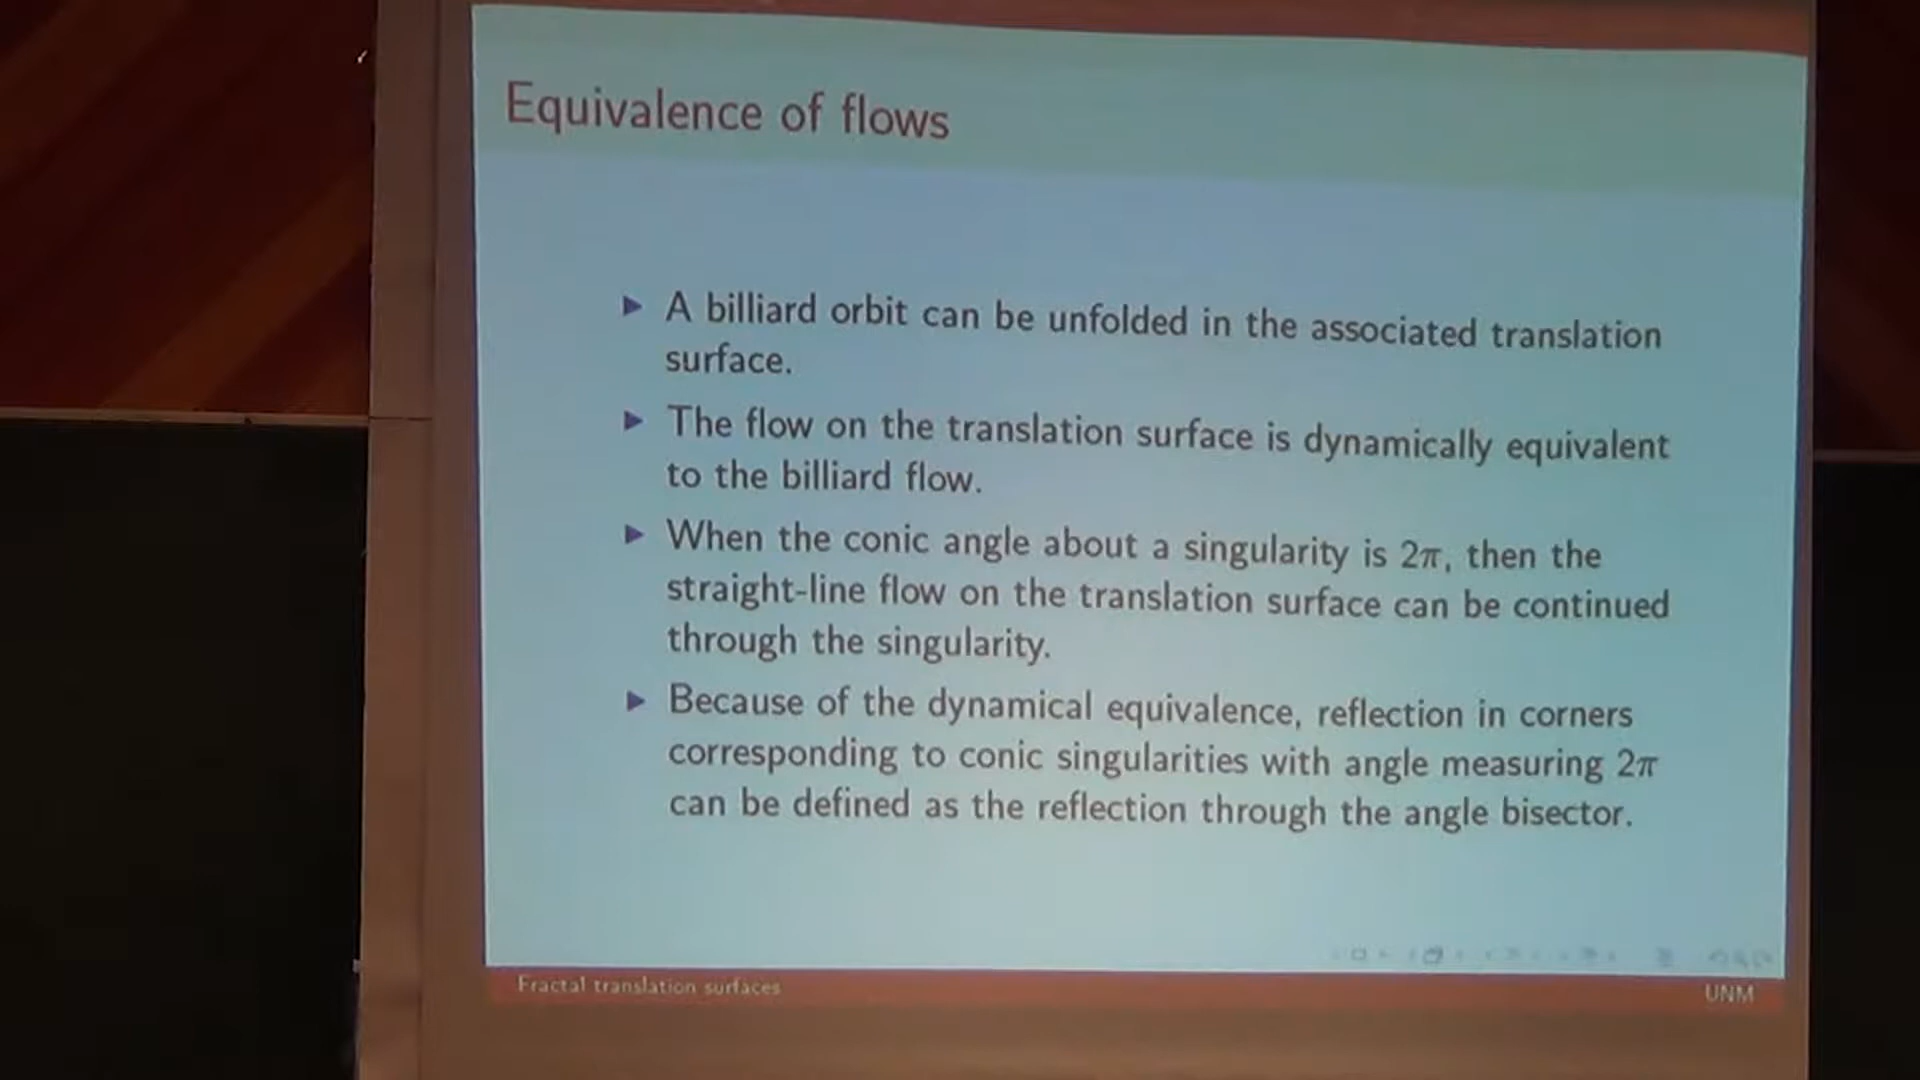 Equivalence of flows
▶ A billiard orbit can be unfolded in the associated translation
surface.
▶ The flow on the translation surface is dynamically equivalent
to the billiard flow.
▶ When the conic angle about a singularity is 2π, then the
straight-line flow on the translation surface can be continued
through the singularity.
▶ Because of the dynamical equivalence, reflection in corners
corresponding to conic singularities with angle measuring 2π
can be defined as the reflection through the angle bisector.
Fractal translation surfaces
UNM